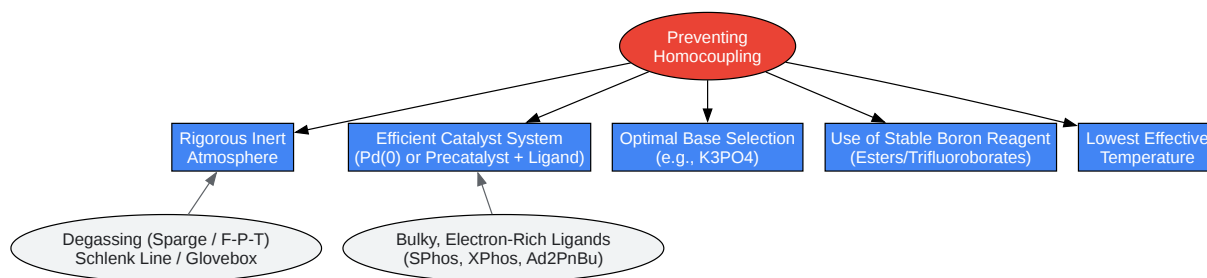 Preventing
Homocoupling
Rigorous Inert
Atmosphere
Efficient Catalyst System
(Pd(0) or Precatalyst + Ligand)
Optimal Base Selection
(e.g., K3PO4)
Use of Stable Boron Reagent
(Esters/Trifluoroborates)
Lowest Effective
Temperature
Degassing (Sparge / F-P-T)
Schlenk Line / Glovebox
Bulky, Electron-Rich Ligands
(SPhos, XPhos, Ad2PnBu)